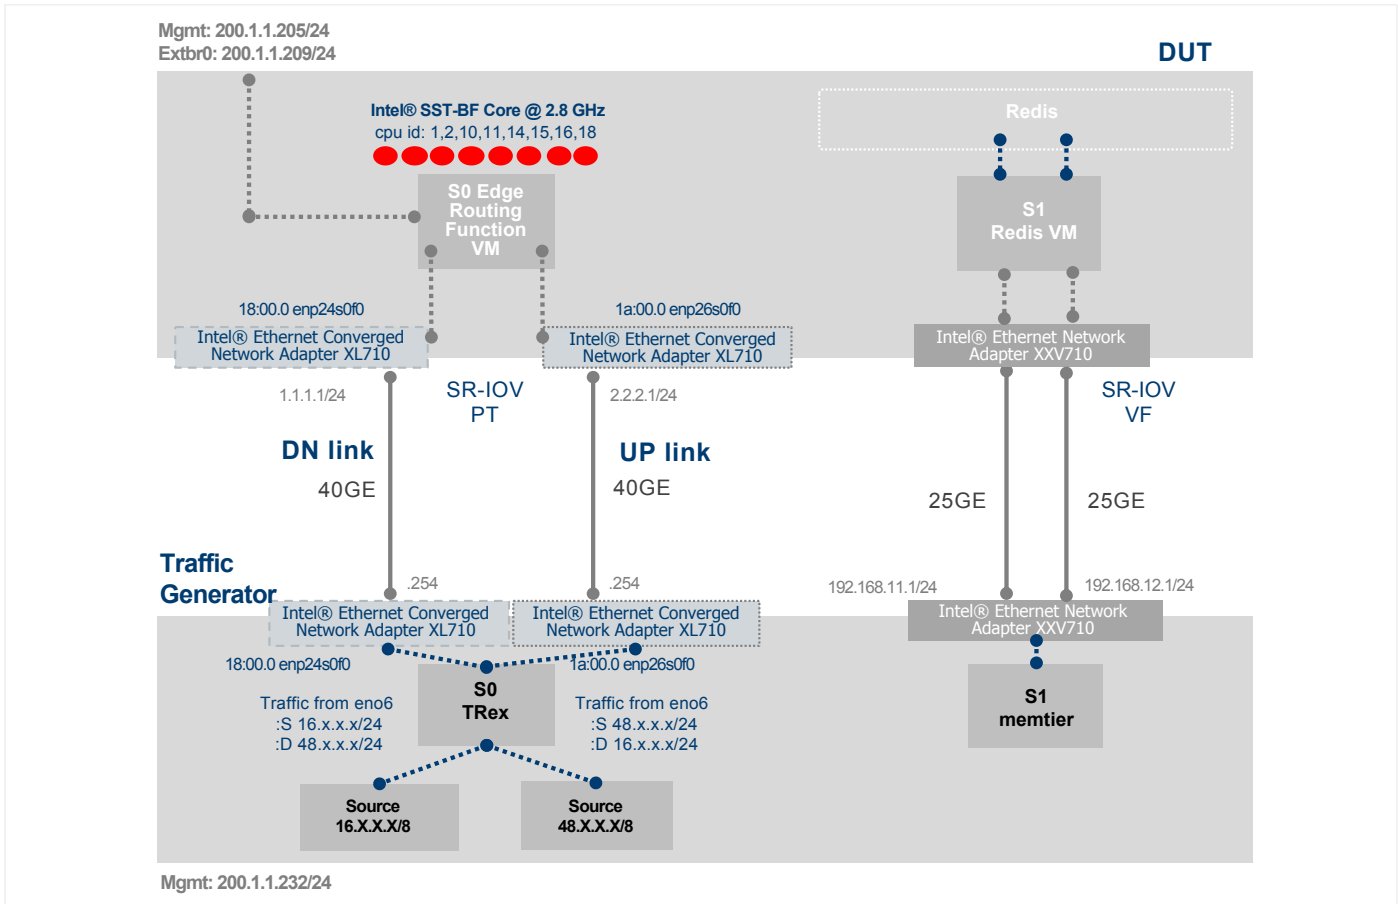 Mgmt: 200.1.1.205/24
Extbr0: 200.1.1.209/24
DUT
Intel® SST-BF Core @ 2.8 GHz
cpu id: 1,2,10,11,14,15,16,18
Redis
S0 Edge
Routing
Function
VM
S1
Redis VM
18:00.0 enp24s0f0
1a:00.0 enp26s0f0
Intel® Ethernet Converged
Network Adapter XL710
Intel® Ethernet Converged
Network Adapter XL710
Intel® Ethernet Network
Adapter XXV710
1.1.1.1/24
SR-IOV
PT
2.2.2.1/24
SR-IOV
VF
DN link
40GE
UP link
40GE
25GE
25GE
Traffic
Generator
.254
.254
192.168.11.1/24
192.168.12.1/24
Intel® Ethernet Converged
Network Adapter XL710
Intel® Ethernet Converged
Network Adapter XL710
Intel® Ethernet Network
Adapter XXV710
18:00.0 enp24s0f0
1a:00.0 enp26s0f0
S0
TRex
Traffic from eno6
:S 16.x.x.x/24
:D 48.x.x.x/24
Traffic from eno6
:S 48.x.x.x/24
:D 16.x.x.x/24
S1
memtier
Source
16.X.X.X/8
Source
48.X.X.X/8
Mgmt: 200.1.1.232/24